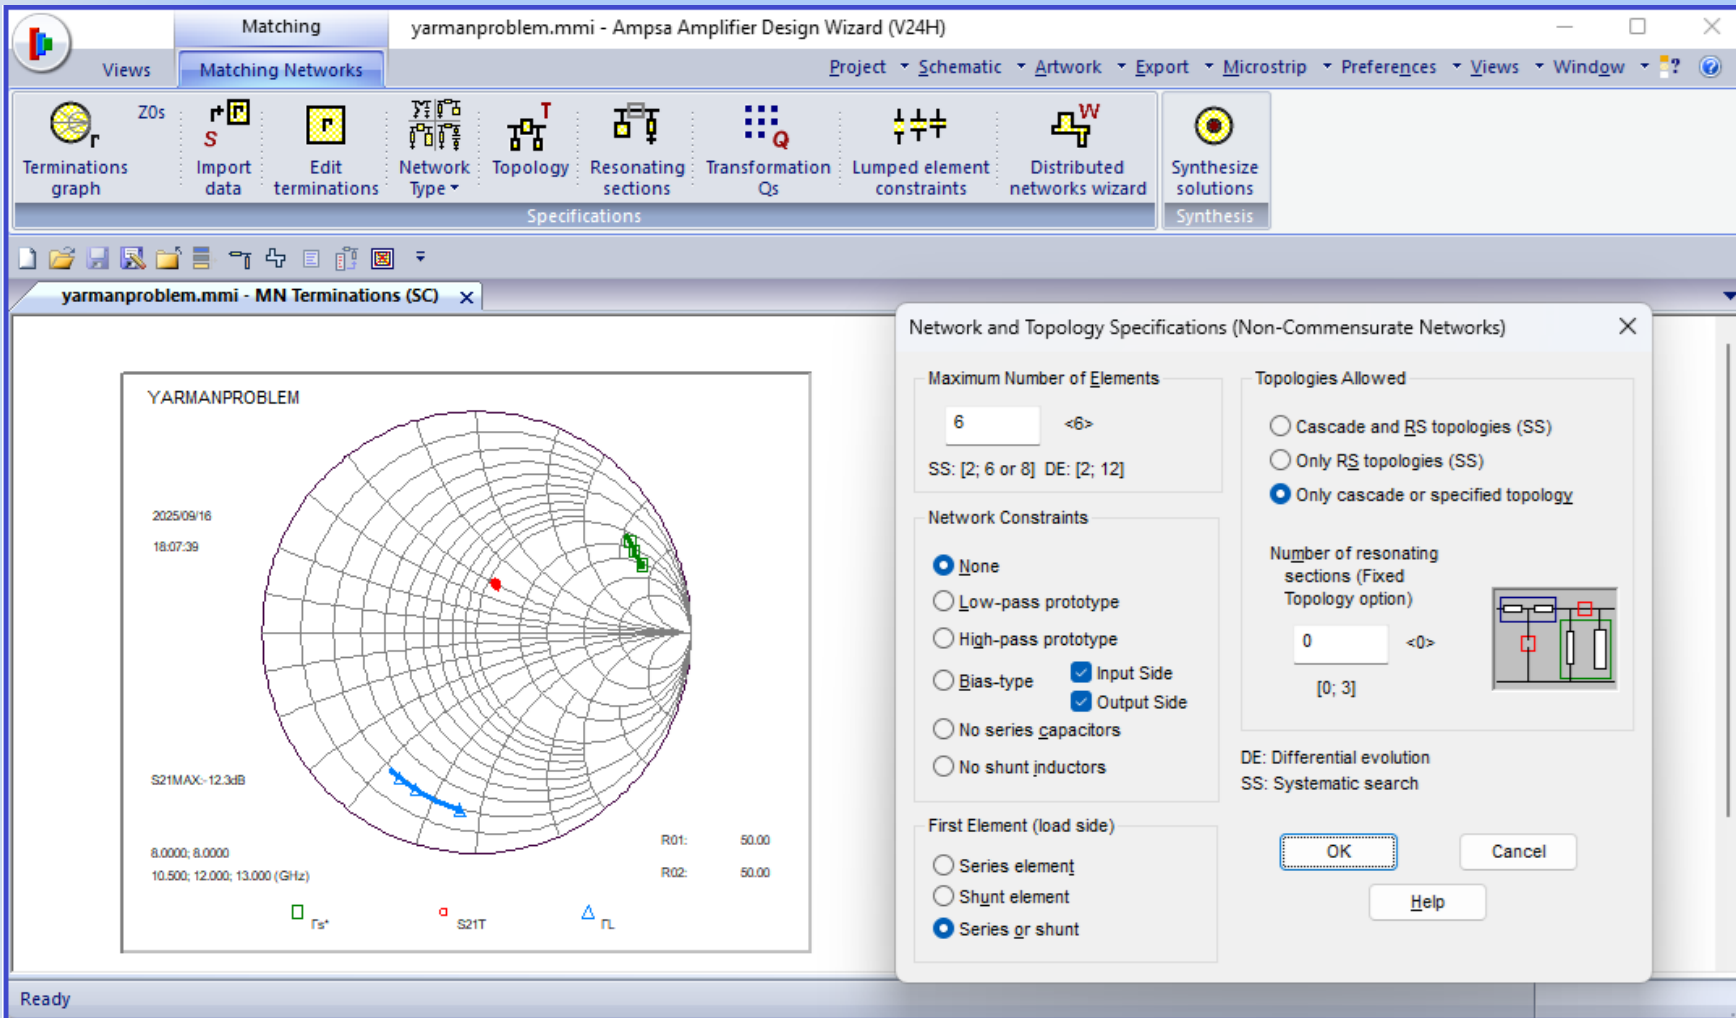 Matching
yarmanproblem.mmi - Ampsa Amplifier Design Wizard (V24H)
Views
Matching Networks
Project
Schematic
Artwork
Export
Microstrip
Preferences
Views
Window
?
?
Terminations
graph
r
Z0s
S
r
Import
data
r
Edit
terminations
Network
Type
T
Topology
Resonating
sections
Q
Transformation
Qs
Lumped element
constraints
W
Distributed
networks wizard
Synthesize
solutions
Specifications
Synthesis
yarmanproblem.mmi - MN Terminations (SC)
YARMANPROBLEM
2025/09/16
18:07:39
S21MAX:-12.3dB
8.0000; 8.0000
10.500; 12.000; 13.000 (GHz)
R01: 50.00
R02: 50.00
Γs*
S21T
ΓL
Network and Topology Specifications (Non-Commensurate Networks)
Maximum Number of Elements
6 <6>
SS: [2; 6 or 8] DE: [2; 12]
Network Constraints
None
Low-pass prototype
High-pass prototype
Bias-type
Input Side
Output Side
No series capacitors
No shunt inductors
First Element (load side)
Series element
Shunt element
Series or shunt
Topologies Allowed
Cascade and RS topologies (SS)
Only RS topologies (SS)
Only cascade or specified topology
Number of resonating
sections (Fixed
Topology option)
0 <0>
[0; 3]
DE: Differential evolution
SS: Systematic search
OK
Cancel
Help
Ready